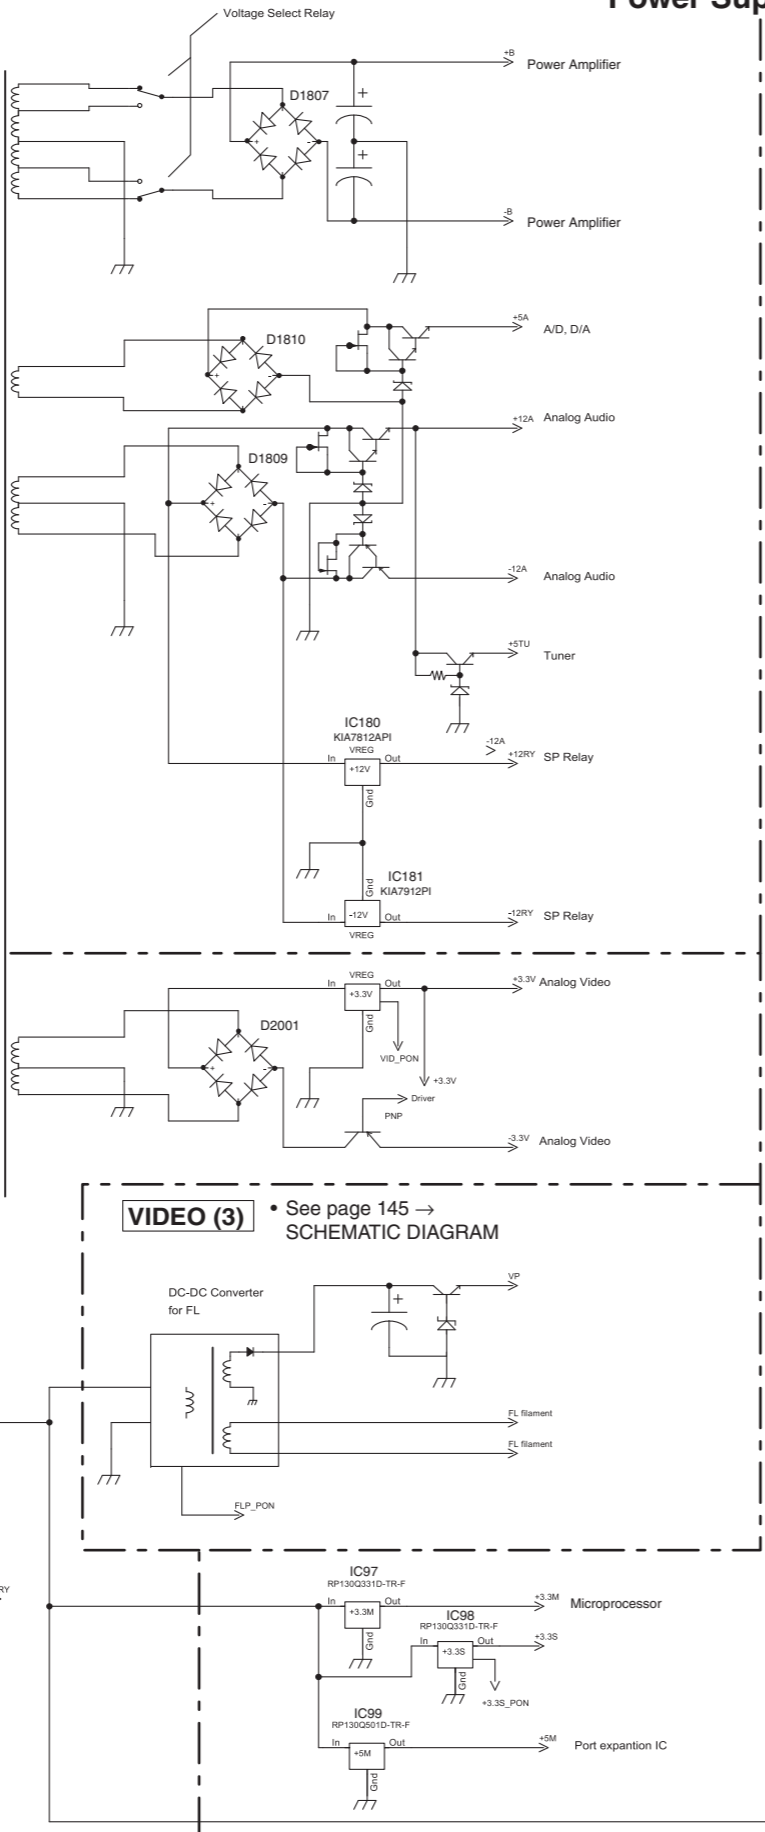 Power Sup
Voltage Select Relay
+B
Power Amplifier
D1807
+
-
+
+
-B
Power Amplifier
+5A
A/D, D/A
D1810
+
-
+12A
Analog Audio
D1809
+
-
-12A
Analog Audio
+5TU
Tuner
IC180
KIA7812API
VREG
In
+12V
Out
Gnd
-12A
+12RY
SP Relay
IC181
KIA7912PI
Gnd
In
-12V
Out
VREG
-12RY
SP Relay
VREG
In
+3.3V
Out
Gnd
+3.3V
Analog Video
D2001
+
-
VID_PON
+3.3V
Driver
PNP
-3.3V
Analog Video
VIDEO (3)
• See page 145 →
SCHEMATIC DIAGRAM
DC-DC Converter
for FL
+
VP
FL filament
FL filament
FLP_PON
RY
IC97
RP130Q331D-TR-F
In
+3.3M
Out
Gnd
+3.3M
Microprocessor
IC98
RP130Q331D-TR-F
In
+3.3S
Out
Gnd
+3.3S
+3.3S_PON
IC99
RP130Q501D-TR-F
In
+5M
Out
Gnd
+5M
Port expantion IC